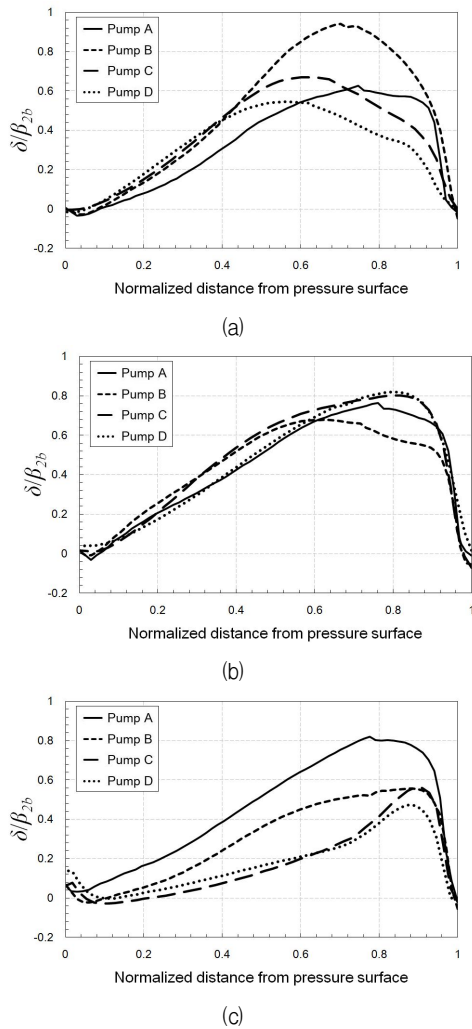 1
0.8
0.6
0.4
0.2
0
-0.2
δ/β2b
Pump A
Pump B
Pump C
Pump D
0 0.2 0.4 0.6 0.8 1
Normalized distance from pressure surface
(a)
1
0.8
0.6
0.4
0.2
0
-0.2
δ/β2b
Pump A
Pump B
Pump C
Pump D
0 0.2 0.4 0.6 0.8 1
Normalized distance from pressure surface
(b)
1
0.8
0.6
0.4
0.2
0
-0.2
δ/β2b
Pump A
Pump B
Pump C
Pump D
0 0.2 0.4 0.6 0.8 1
Normalized distance from pressure surface
(c)